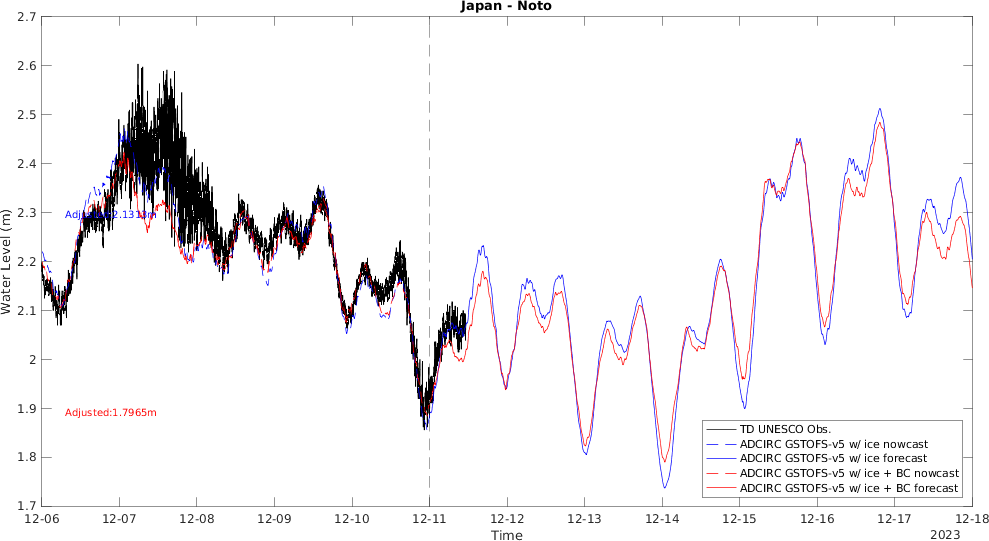 Japan - Noto
2.7
2.6
2.5
2.4
2.3
2.2
2.1
2
1.9
1.8
1.7
Water Level (m)
Adjusted:2.1313m
Adjusted:1.7965m
TD UNESCO Obs.
ADCIRC GSTOFS-v5 w/ ice nowcast
ADCIRC GSTOFS-v5 w/ ice forecast
ADCIRC GSTOFS-v5 w/ ice + BC nowcast
ADCIRC GSTOFS-v5 w/ ice + BC forecast
12-06 12-07 12-08 12-09 12-10 12-11 12-12 12-13 12-14 12-15 12-16 12-17 12-18
Time
2023